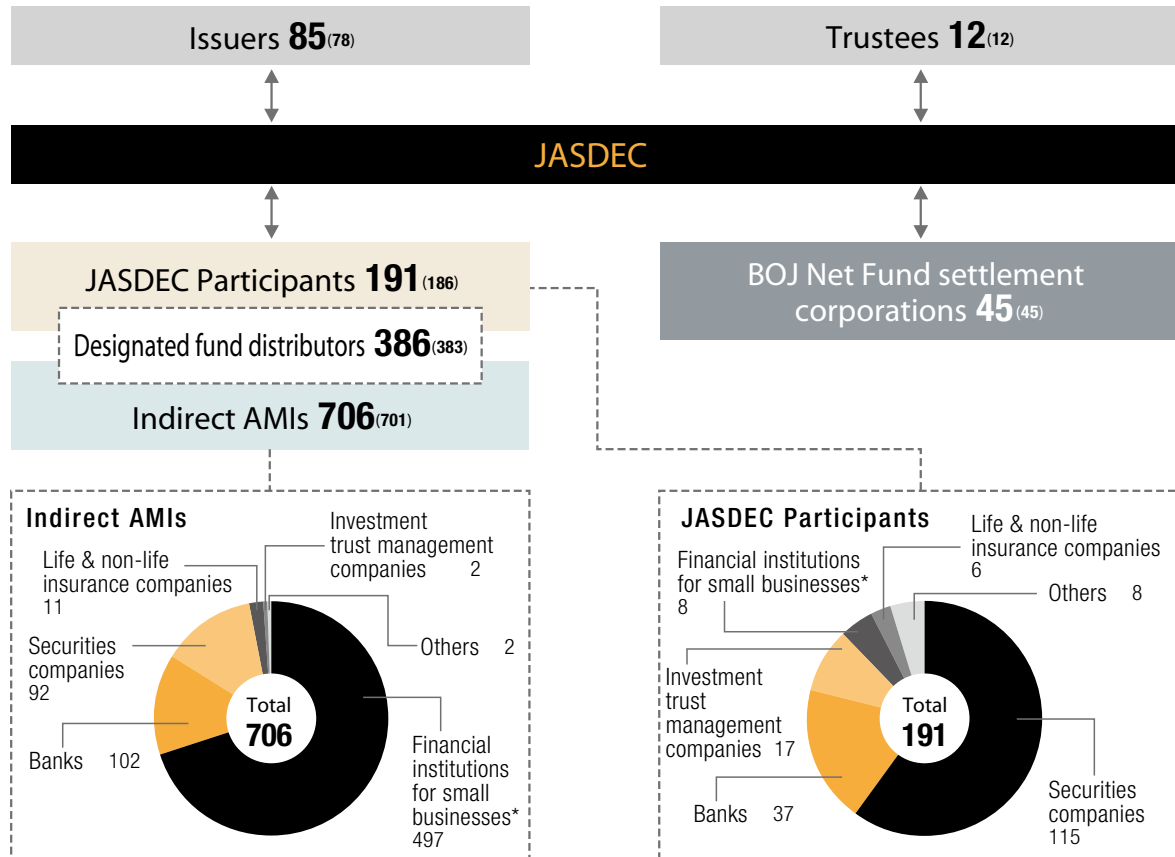 Issuers 85(78)
Trustees 12(12)
JASDEC
JASDEC Participants 191(186)
BOJ Net Fund settlement
corporations 45(45)
Designated fund distributors 386(383)
Indirect AMIs 706(701)
Indirect AMIs
Life & non-life
insurance companies
11
Investment
trust management
companies 2
Securities
companies
92
Others 2
Total
706
Banks 102
Financial
institutions
for small
businesses*
497
JASDEC Participants
Financial institutions
for small businesses*
8
Life & non-life
insurance companies
6
Others 8
Investment
trust
management
companies 17
Total
191
Banks 37
Securities
companies
115